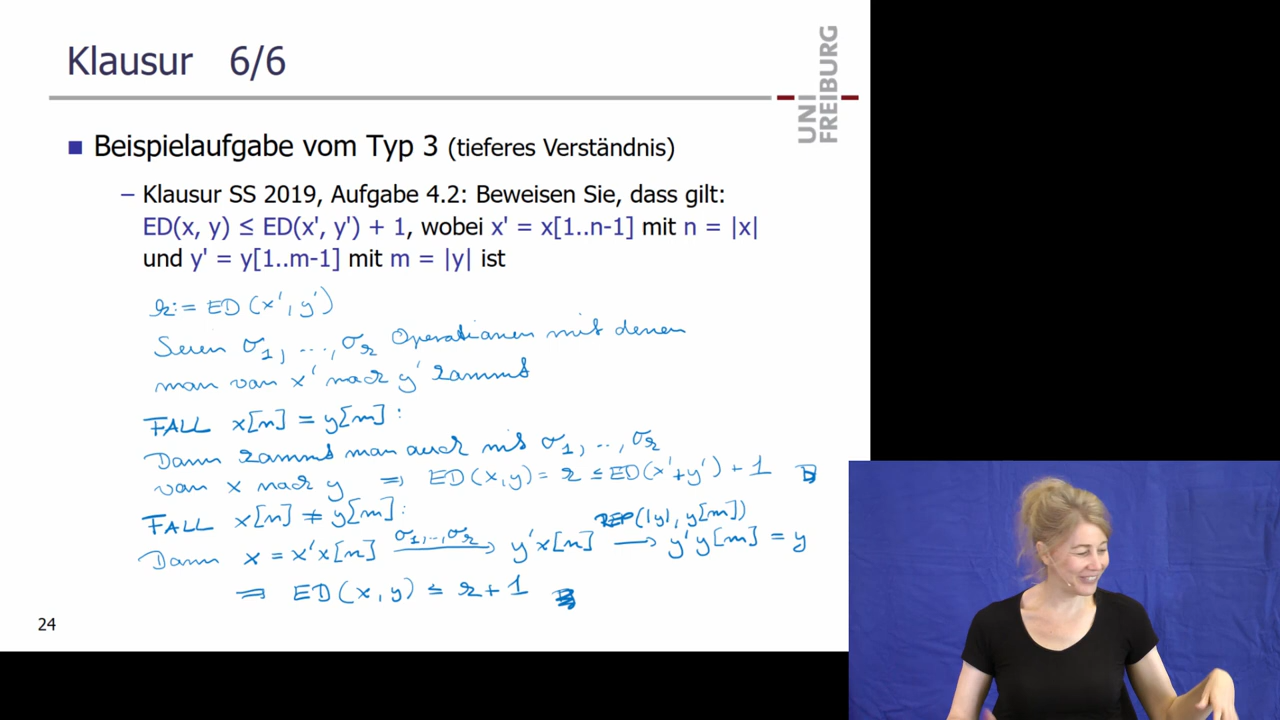 Klausur 6/6
UNI
FREIBURG
Beispielaufgabe vom Typ 3 (tieferes Verständnis)
– Klausur SS 2019, Aufgabe 4.2: Beweisen Sie, dass gilt:
ED(x, y) ≤ ED(x', y') + 1, wobei x' = x[1..n-1] mit n = |x|
und y' = y[1..m-1] mit m = |y| ist
k := ED(x', y')
Seien σ1, ..., σk Operationen mit denen
man von x' nach y' kommt
FALL x[n] = y[m]:
Dann kommt man auch mit σ1, ..., σk
von x nach y ⇒ ED(x, y) = k ≤ ED(x'+y') + 1
FALL x[n] ≠ y[m]:
Dann x = x'x[n] σ1, ..., σk → y'x[n] REP(|y|, y[m]) → y'y[m] = y
⇒ ED(x, y) ≤ k + 1
24